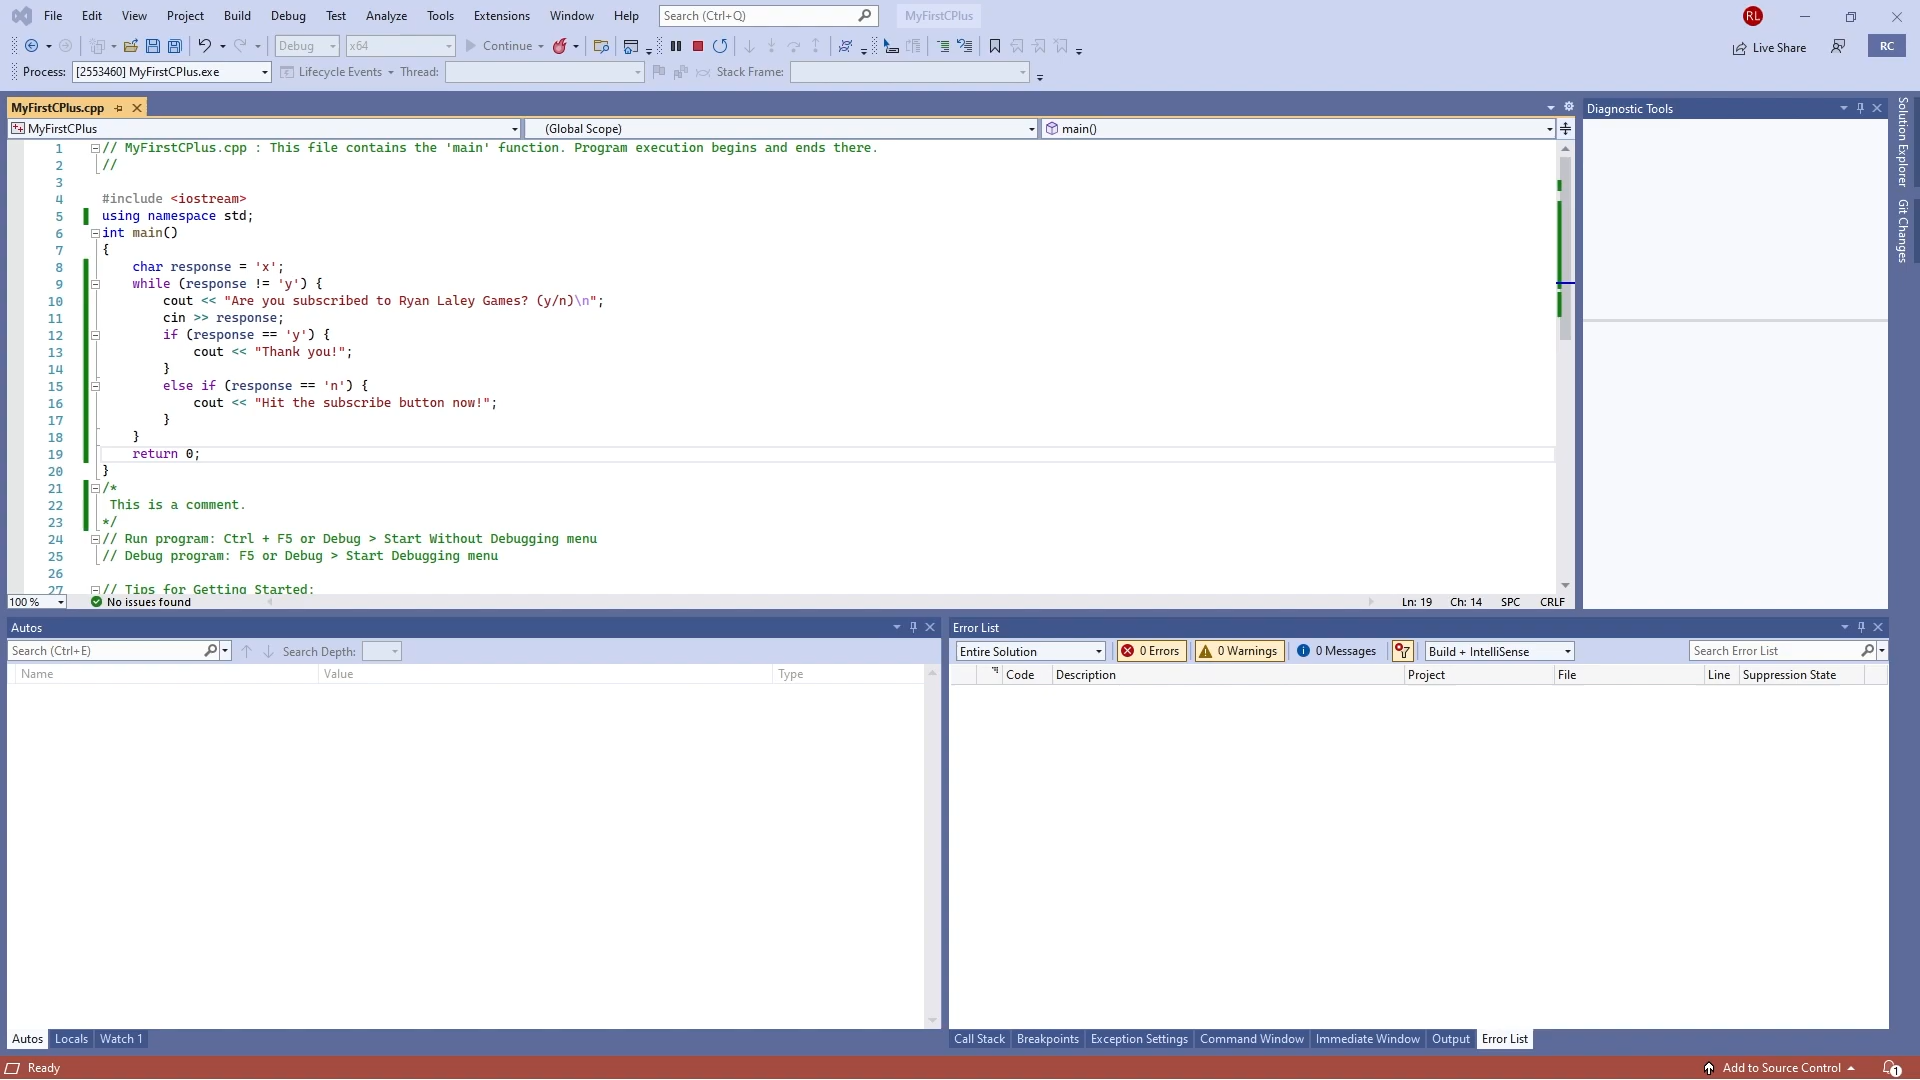 File Edit View Project Build Debug Test Analyze Tools Extensions Window Help Search (Ctrl+Q) MyFirstCPlus RL
Debug x64 Continue Live Share RC
Process: [2553460] MyFirstCPlus.exe Lifecycle Events Thread: Stack Frame:
MyFirstCPlus.cpp
MyFirstCPlus (Global Scope) main()
1 // MyFirstCPlus.cpp : This file contains the 'main' function. Program execution begins and ends there.
2 //
3
4 #include <iostream>
5 using namespace std;
6 int main()
7 {
8 char response = 'x';
9 while (response != 'y') {
10 cout << "Are you subscribed to Ryan Laley Games? (y/n)\n";
11 cin >> response;
12 if (response == 'y') {
13 cout << "Thank you!";
14 }
15 else if (response == 'n') {
16 cout << "Hit the subscribe button now!";
17 }
18 }
19 return 0;
20 }
21 /*
22 This is a comment.
23 */
24 // Run program: Ctrl + F5 or Debug > Start Without Debugging menu
25 // Debug program: F5 or Debug > Start Debugging menu
26
27 // Tips for Getting Started:
100 % No issues found Ln: 19 Ch: 14 SPC CRLF
Diagnostic Tools
Solution Explorer
Git Changes
Autos
Search (Ctrl+E) Search Depth:
Name Value Type
Autos Locals Watch 1
Error List
Entire Solution 0 Errors 0 Warnings 0 Messages Build + IntelliSense Search Error List
Code Description Project File Line Suppression State
Call Stack Breakpoints Exception Settings Command Window Immediate Window Output Error List
Ready Add to Source Control 1